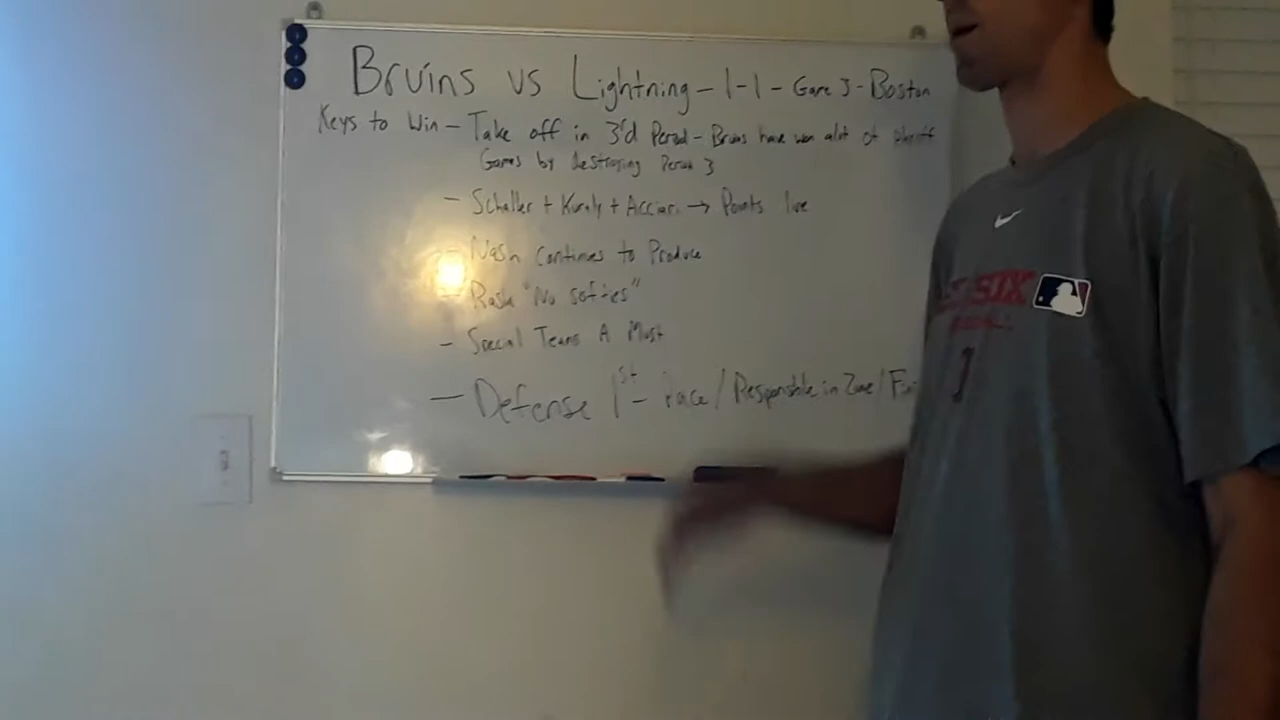 Bruins vs Lightning - 1-1 - Game 3 - Boston
Keys to Win - Take off in 3'd Period - Bruins have won alot of playoff
Games by destroying Period 3
- Schaller + Kuraly + Acciari → Points live
- Nash Continues to Produce
- Rask "No softies"
- Special Teams A Must
- Defense 1st - Pace / Responsible in Zone /
SIX